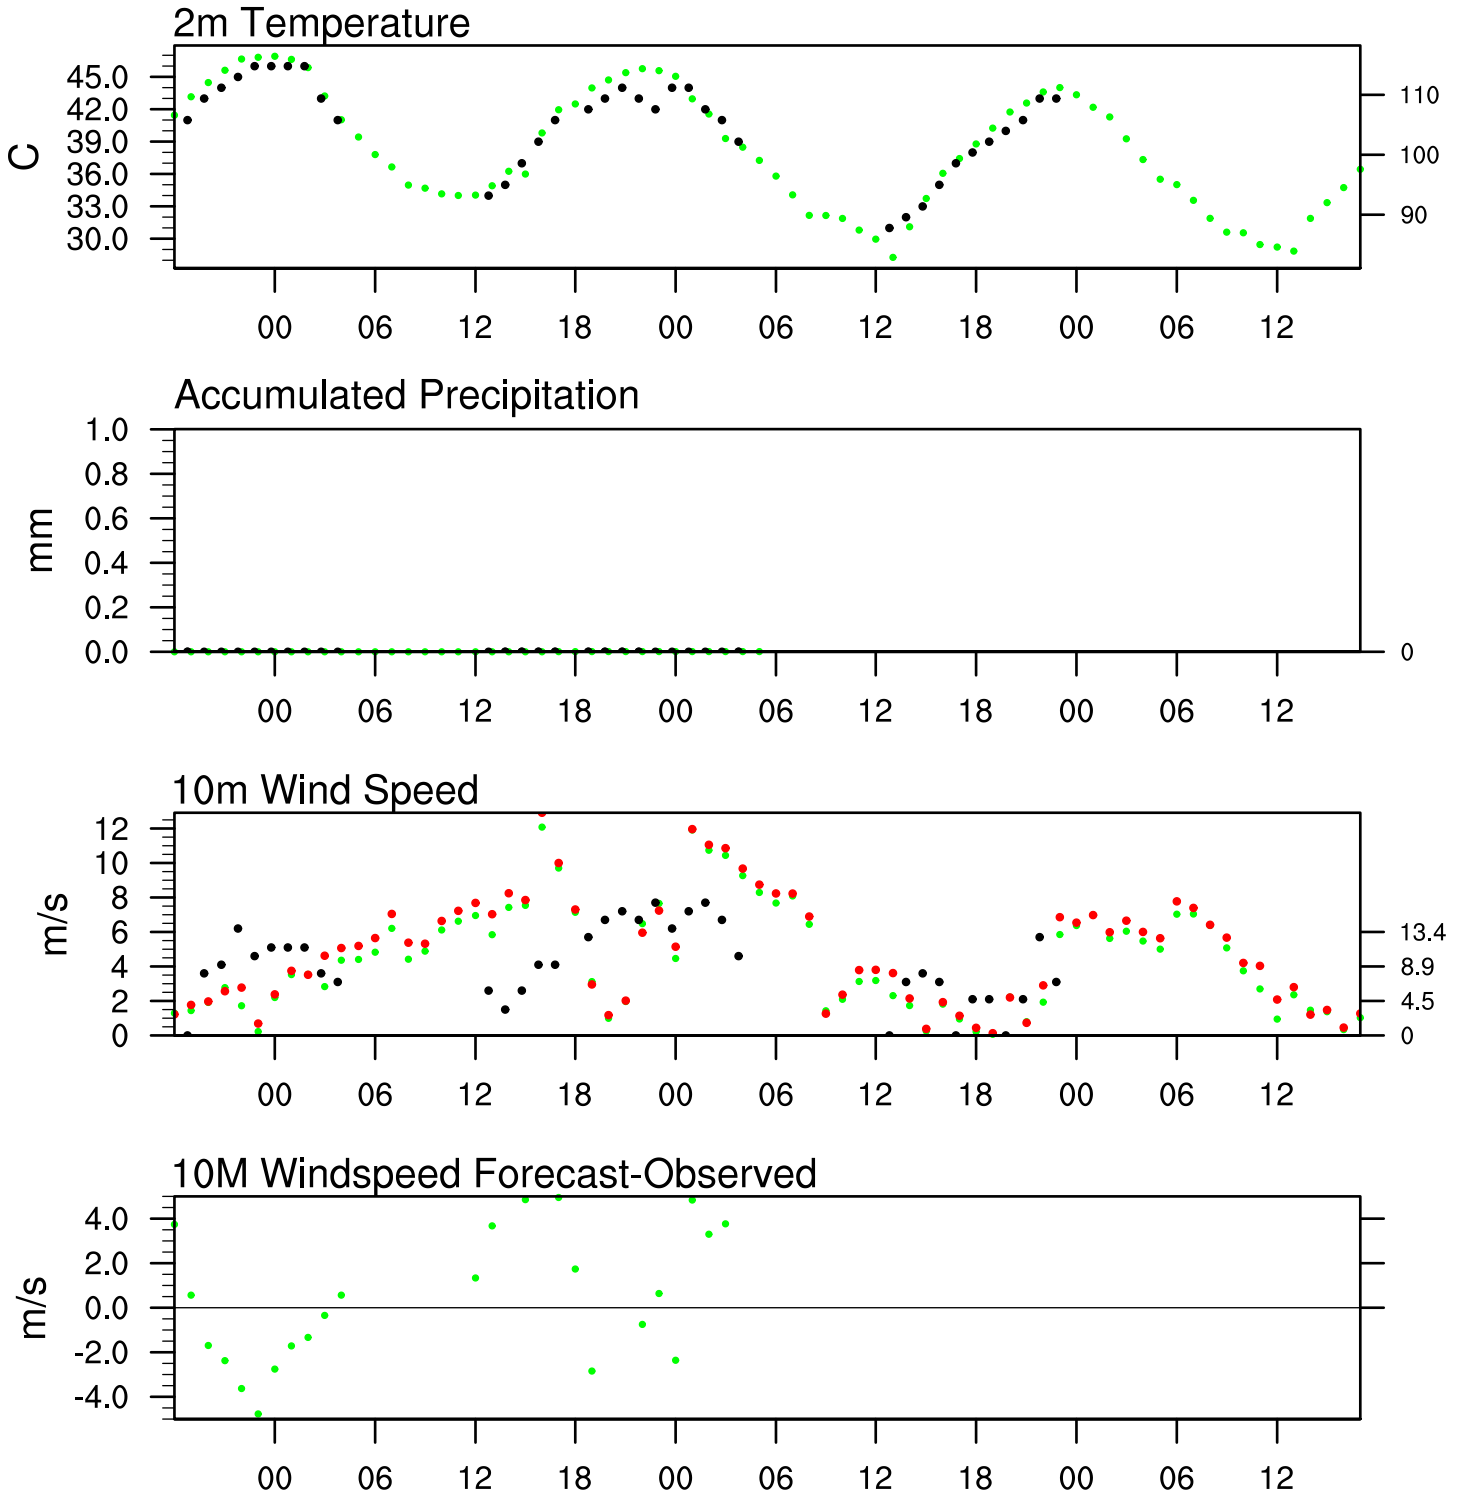 2m Temperature
45.0
42.0
39.0
36.0
33.0
30.0
C
110
100
90
00 06 12 18 00 06 12 18 00 06 12
Accumulated Precipitation
1.0
0.8
0.6
0.4
0.2
0.0
mm
0
00 06 12 18 00 06 12 18 00 06 12
10m Wind Speed
12
10
8
6
4
2
0
m/s
13.4
8.9
4.5
0
00 06 12 18 00 06 12 18 00 06 12
10M Windspeed Forecast-Observed
4.0
2.0
0.0
-2.0
-4.0
m/s
00 06 12 18 00 06 12 18 00 06 12